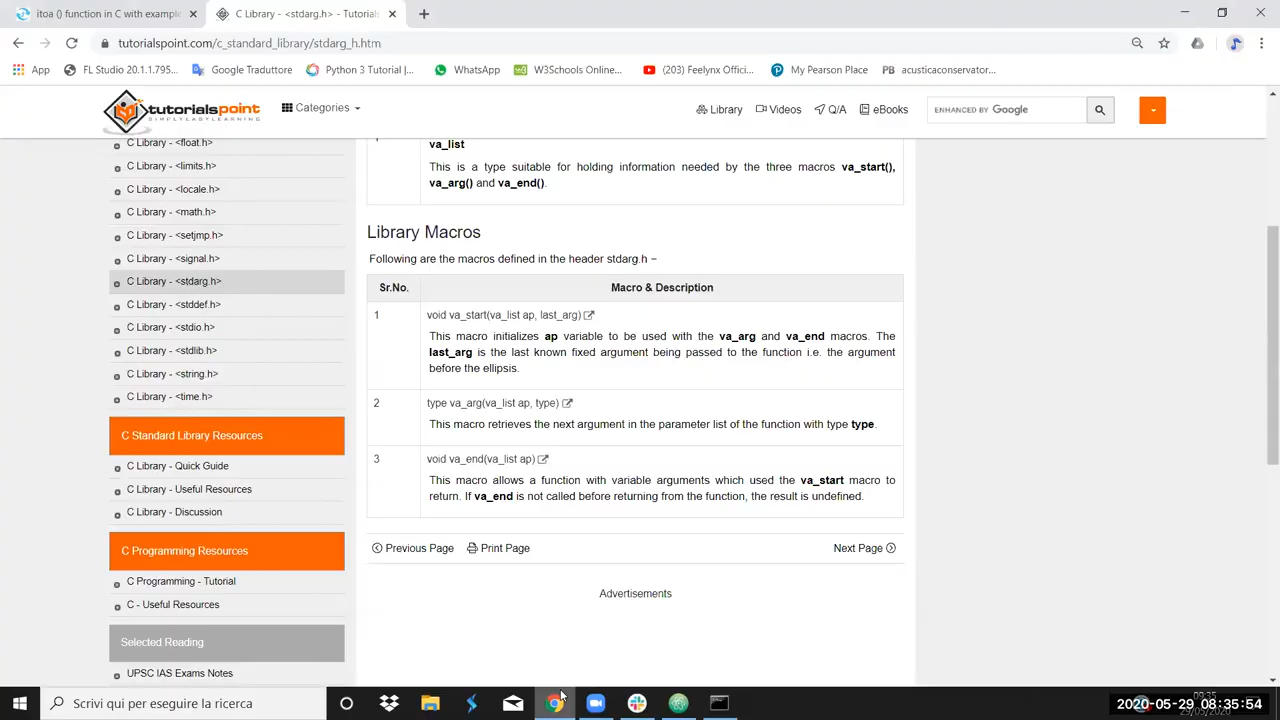 itoa () function in C with example
C Library - <stdarg.h> - Tutorials
tutorialspoint.com/c_standard_library/stdarg_h.htm
App
FL Studio 20.1.1.795...
Google Traduttore
Python 3 Tutorial |...
WhatsApp
W3Schools Online...
(203) Feelynx Offici...
My Pearson Place
PB acusticaconservator...
tutorialspoint
SIMPLYEASYLEARNING
Categories
Library
Videos
Q/A
eBooks
ENHANCED BY Google
C Library - <float.h>
C Library - <limits.h>
C Library - <locale.h>
C Library - <math.h>
C Library - <setjmp.h>
C Library - <signal.h>
C Library - <stdarg.h>
C Library - <stddef.h>
C Library - <stdio.h>
C Library - <stdlib.h>
C Library - <string.h>
C Library - <time.h>
C Standard Library Resources
C Library - Quick Guide
C Library - Useful Resources
C Library - Discussion
C Programming Resources
C Programming - Tutorial
C - Useful Resources
Selected Reading
UPSC IAS Exams Notes
va_list
This is a type suitable for holding information needed by the three macros va_start(),
va_arg() and va_end().
Library Macros
Following are the macros defined in the header stdarg.h −
Sr.No. Macro & Description
1 void va_start(va_list ap, last_arg)
This macro initializes ap variable to be used with the va_arg and va_end macros. The
last_arg is the last known fixed argument being passed to the function i.e. the argument
before the ellipsis.
2 type va_arg(va_list ap, type)
This macro retrieves the next argument in the parameter list of the function with type type.
3 void va_end(va_list ap)
This macro allows a function with variable arguments which used the va_start macro to
return. If va_end is not called before returning from the function, the result is undefined.
Previous Page
Print Page
Next Page
Advertisements
Scrivi qui per eseguire la ricerca
09:35
29/05/2020
2020-05-29 08:35:54